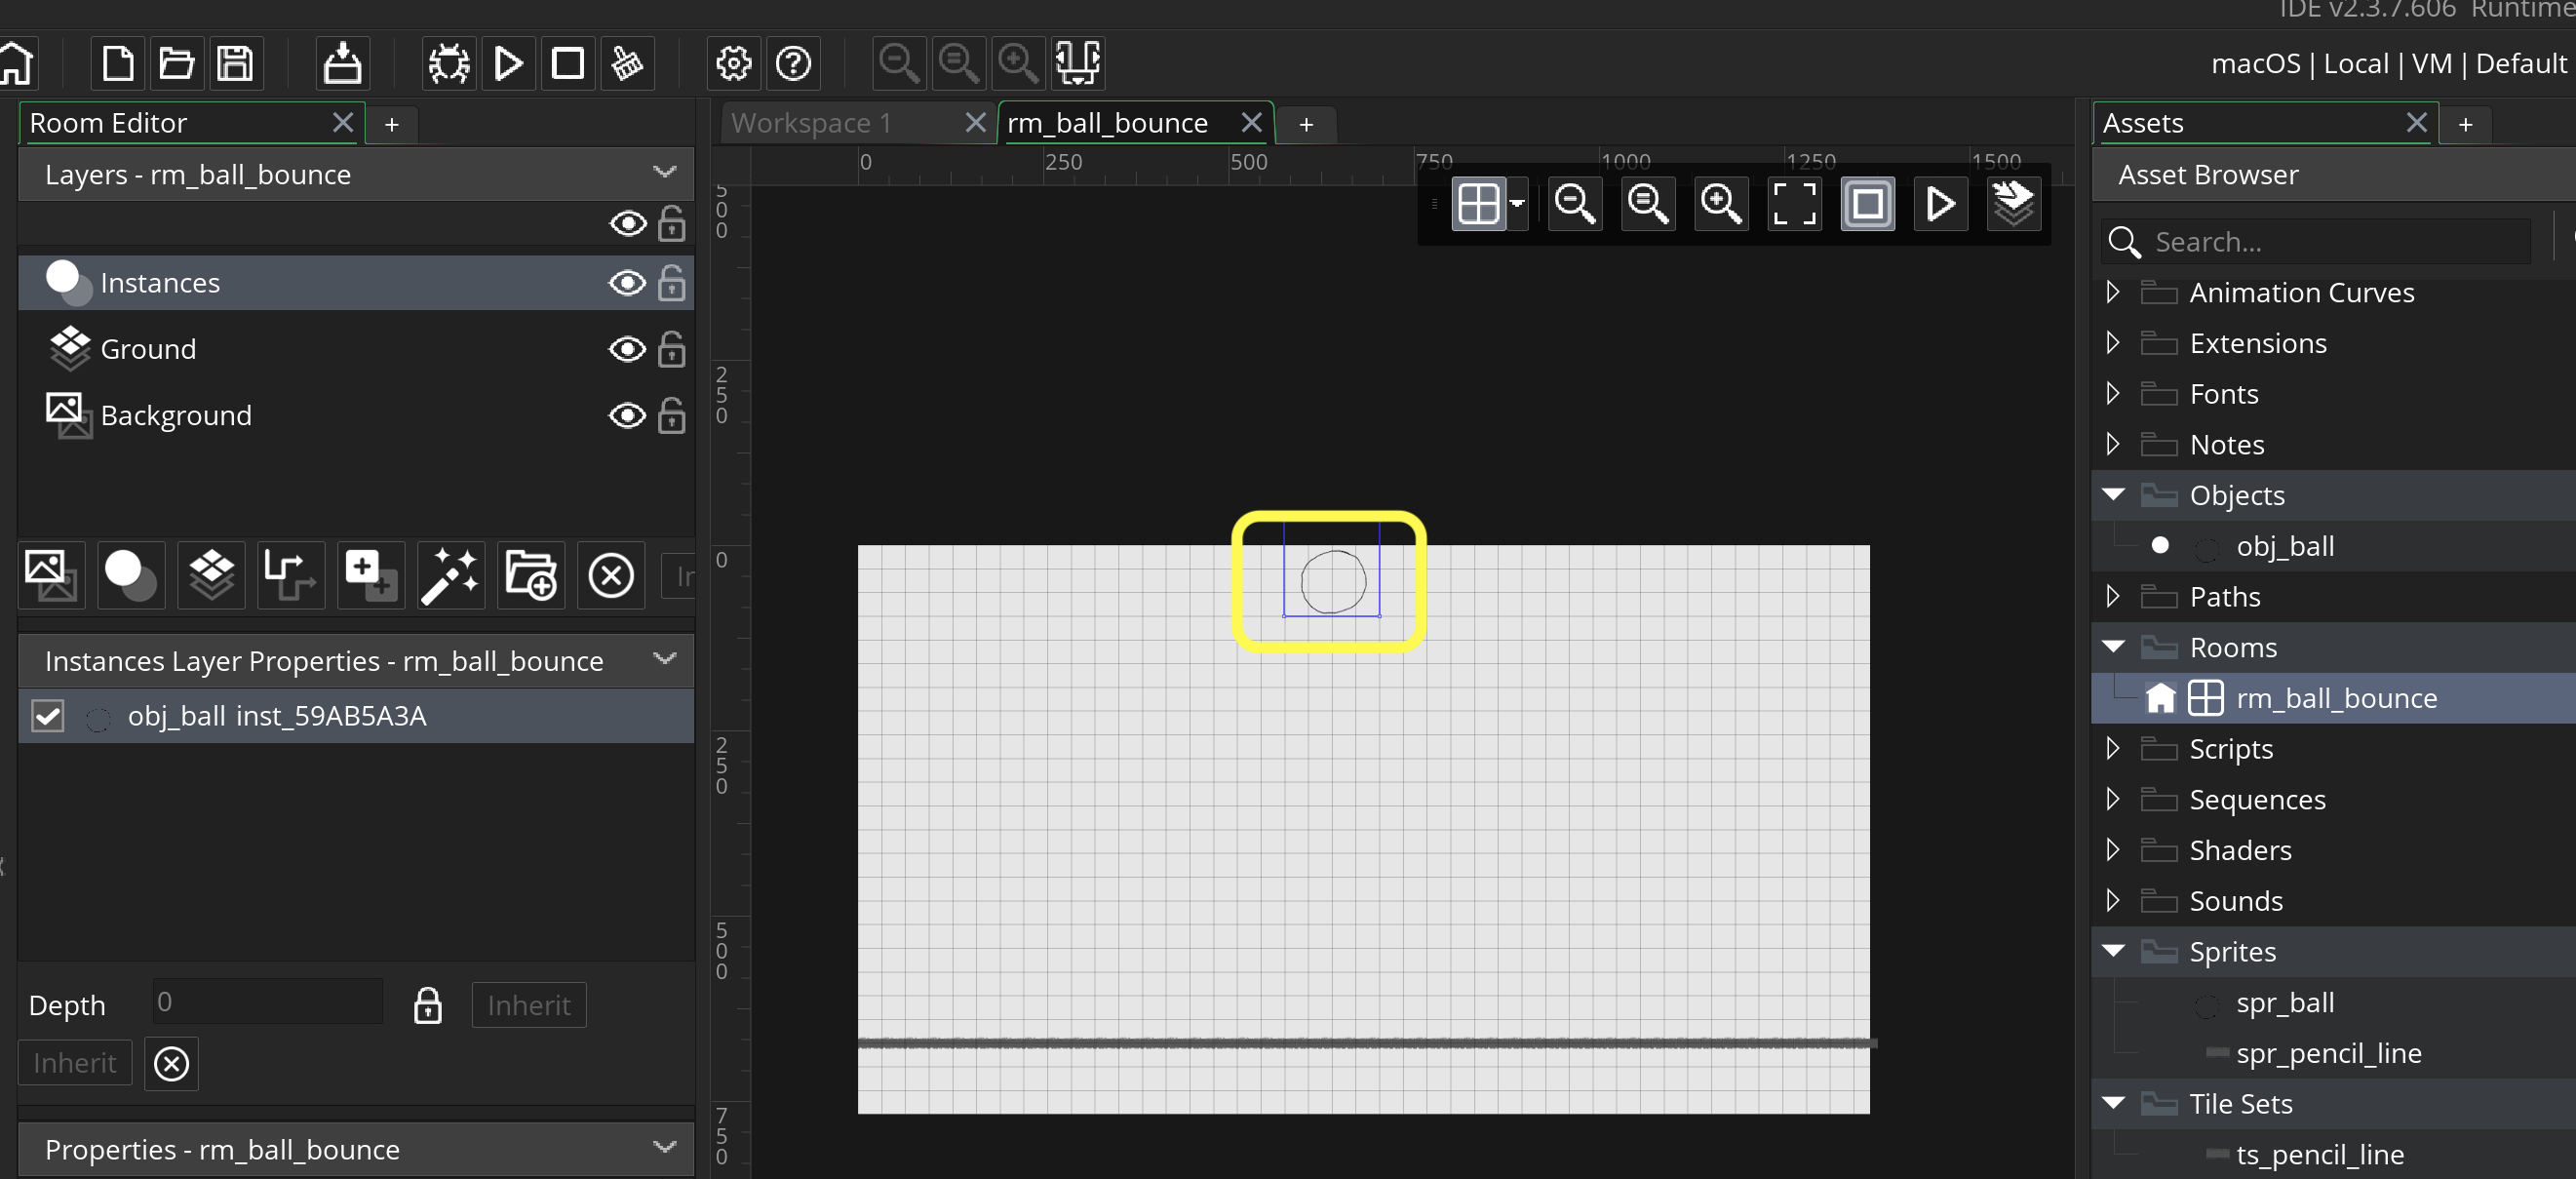 IDE v2.3.7.606 Runtime
macOS | Local | VM | Default
Room Editor
+
Layers - rm_ball_bounce
Instances
Ground
Background
In
Instances Layer Properties - rm_ball_bounce
obj_ball inst_59AB5A3A
Depth
0
Inherit
Inherit
Properties - rm_ball_bounce
Workspace 1
rm_ball_bounce
+
0
250
500
750
1000
1250
1500
500
250
0
250
500
750
Assets
+
Asset Browser
Search...
Animation Curves
Extensions
Fonts
Notes
Objects
obj_ball
Paths
Rooms
rm_ball_bounce
Scripts
Sequences
Shaders
Sounds
Sprites
spr_ball
spr_pencil_line
Tile Sets
ts_pencil_line